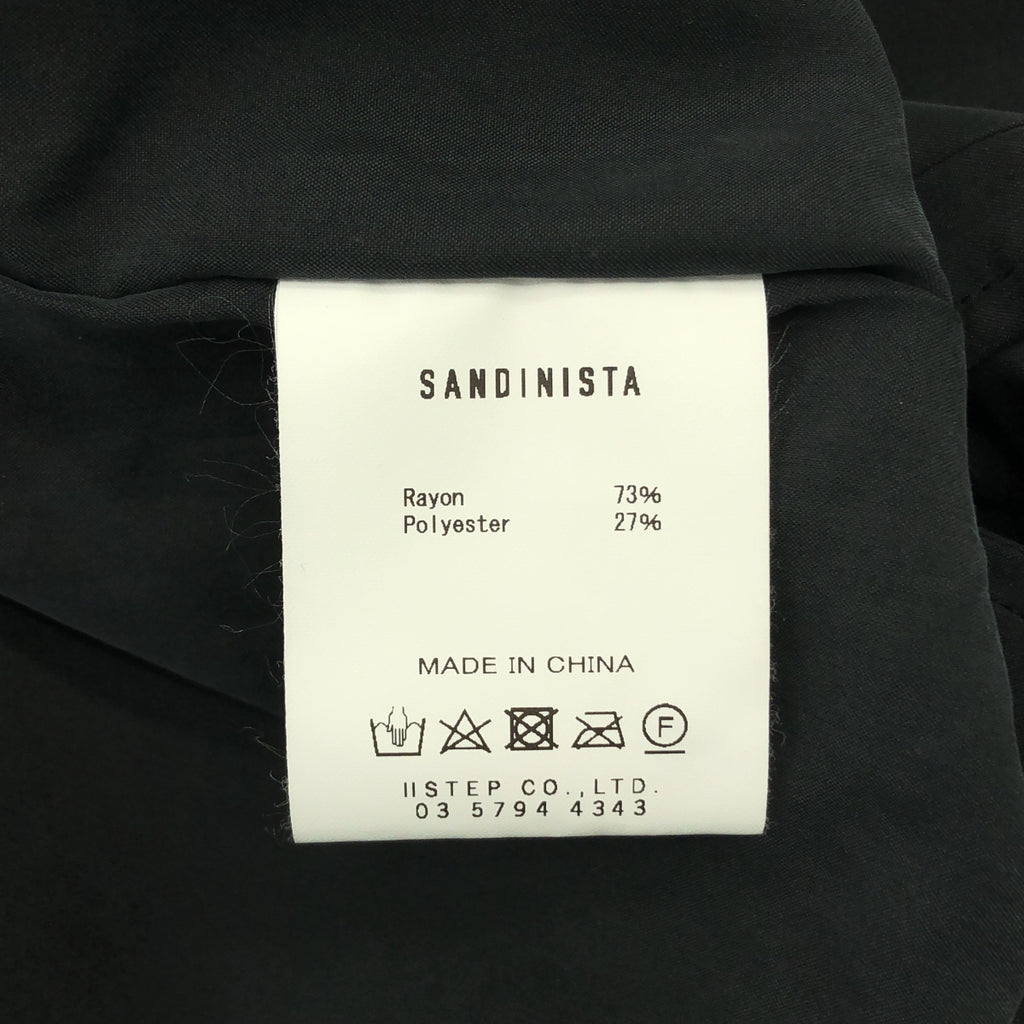 SANDINISTA
Rayon 73%
Polyester 27%
MADE IN CHINA
F
IISTEP CO.,LTD.
03 5794 4343